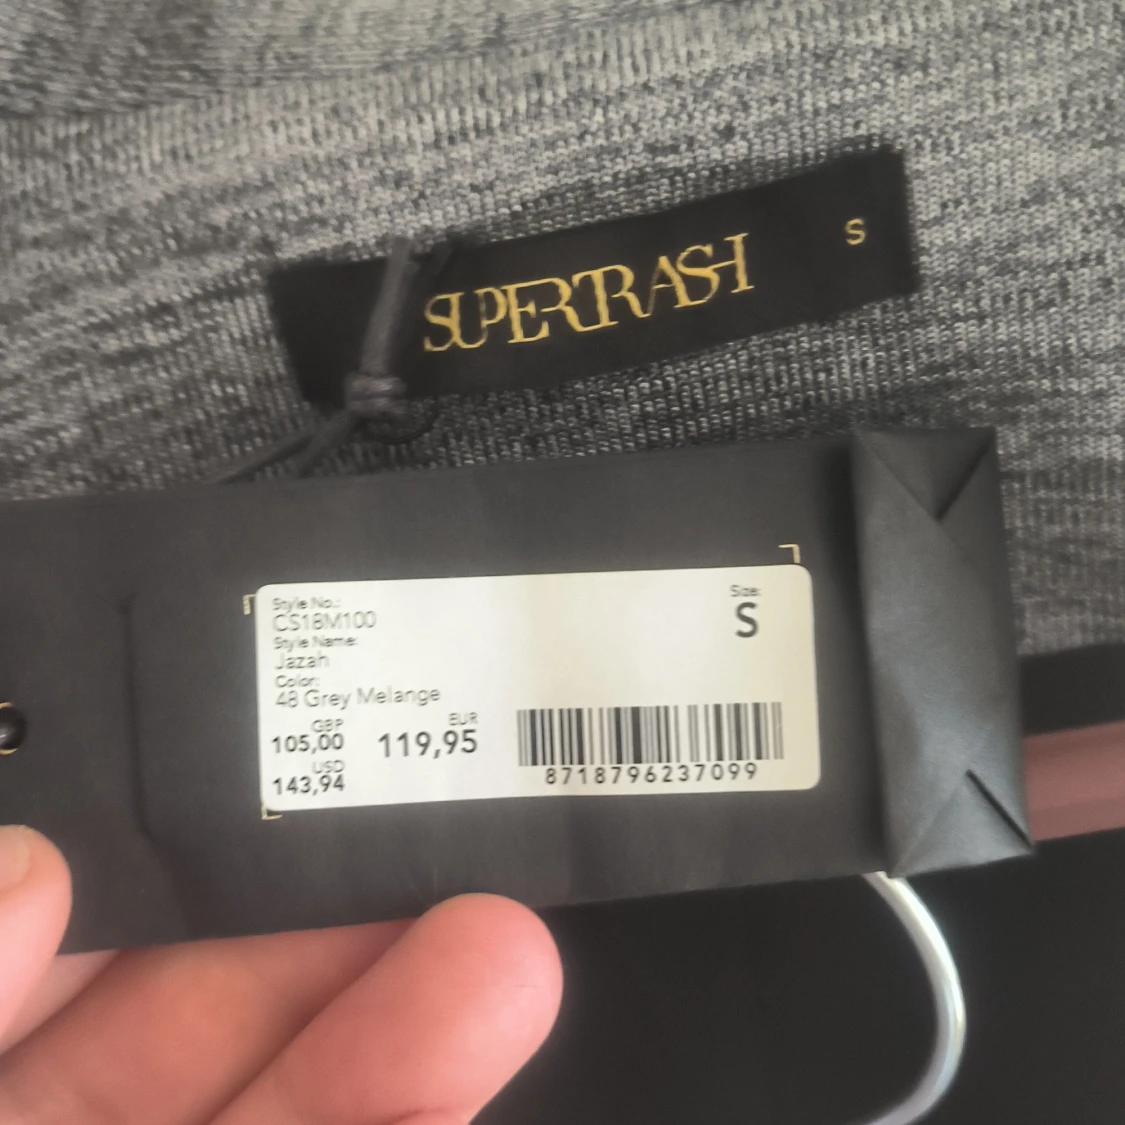 SUPERTRASH
S
Style No.:
CS18M100
Style Name:
Jazah
Color:
48 Grey Melange
Size:
S
GBP
105,00
EUR
119,95
USD
143,94
8718796237099